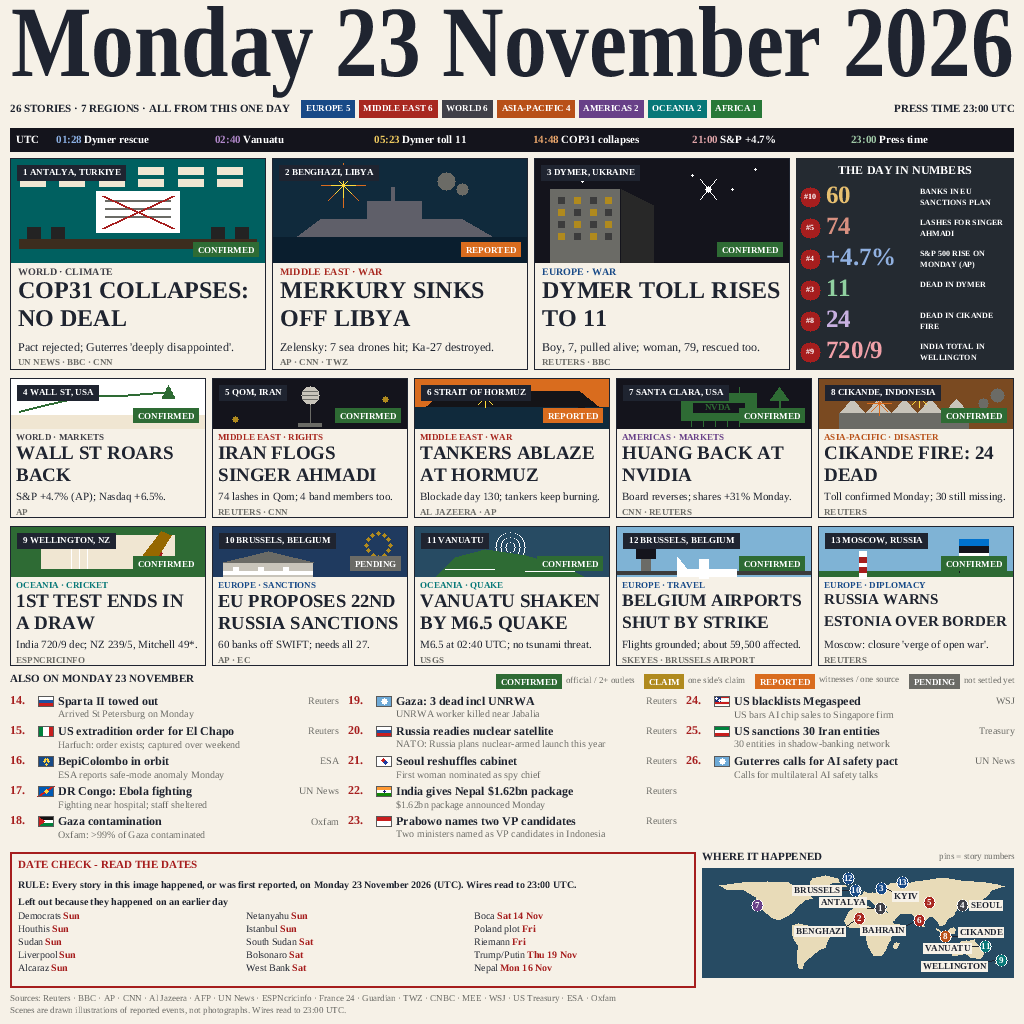 Monday 23 November 2026
26 STORIES · 7 REGIONS · ALL FROM THIS ONE DAY
EUROPE 5
MIDDLE EAST 6
WORLD 6
ASIA-PACIFIC 4
AMERICAS 2
OCEANIA 2
AFRICA 1
PRESS TIME 23:00 UTC
UTC
01:28 Dymer rescue
02:40 Vanuatu
05:23 Dymer toll 11
14:48 COP31 collapses
21:00 S&P +4.7%
23:00 Press time
1 ANTALYA, TURKIYE
CONFIRMED
WORLD · CLIMATE
COP31 COLLAPSES:
NO DEAL
Pact rejected; Guterres 'deeply disappointed'.
UN NEWS · BBC · CNN
2 BENGHAZI, LIBYA
REPORTED
MIDDLE EAST · WAR
MERKURY SINKS
OFF LIBYA
Zelensky: 7 sea drones hit; Ka-27 destroyed.
AP · CNN · TWZ
3 DYMER, UKRAINE
CONFIRMED
EUROPE · WAR
DYMER TOLL RISES
TO 11
Boy, 7, pulled alive; woman, 79, rescued too.
REUTERS · BBC
THE DAY IN NUMBERS
#10 60 BANKS IN EU
SANCTIONS PLAN
#5 74 LASHES FOR SINGER
AHMADI
#4 +4.7% S&P 500 RISE ON
MONDAY (AP)
#3 11 DEAD IN DYMER
#8 24 DEAD IN CIKANDE
FIRE
#9 720/9 INDIA TOTAL IN
WELLINGTON
4 WALL ST, USA
CONFIRMED
WORLD · MARKETS
WALL ST ROARS
BACK
S&P +4.7% (AP); Nasdaq +6.5%.
AP
5 QOM, IRAN
CONFIRMED
MIDDLE EAST · RIGHTS
IRAN FLOGS
SINGER AHMADI
74 lashes in Qom; 4 band members too.
REUTERS · CNN
6 STRAIT OF HORMUZ
REPORTED
MIDDLE EAST · WAR
TANKERS ABLAZE
AT HORMUZ
Blockade day 130; tankers keep burning.
AL JAZEERA · AP
7 SANTA CLARA, USA
NVDA
CONFIRMED
AMERICAS · MARKETS
HUANG BACK AT
NVIDIA
Board reverses; shares +31% Monday.
CNN · REUTERS
8 CIKANDE, INDONESIA
CONFIRMED
ASIA-PACIFIC · DISASTER
CIKANDE FIRE: 24
DEAD
Toll confirmed Monday; 30 still missing.
REUTERS
9 WELLINGTON, NZ
CONFIRMED
OCEANIA · CRICKET
1ST TEST ENDS IN
A DRAW
India 720/9 dec; NZ 239/5, Mitchell 49*.
ESPNCRICINFO
10 BRUSSELS, BELGIUM
PENDING
EUROPE · SANCTIONS
EU PROPOSES 22ND
RUSSIA SANCTIONS
60 banks off SWIFT; needs all 27.
AP · EC
11 VANUATU
CONFIRMED
OCEANIA · QUAKE
VANUATU SHAKEN
BY M6.5 QUAKE
M6.5 at 02:40 UTC; no tsunami threat.
USGS
12 BRUSSELS, BELGIUM
CONFIRMED
EUROPE · TRAVEL
BELGIUM AIRPORTS
SHUT BY STRIKE
Flights grounded; about 59,500 affected.
SKEYES · BRUSSELS AIRPORT
13 MOSCOW, RUSSIA
CONFIRMED
EUROPE · DIPLOMACY
RUSSIA WARNS
ESTONIA OVER BORDER
Moscow: closure 'verge of open war'.
REUTERS
ALSO ON MONDAY 23 NOVEMBER
CONFIRMED official / 2+ outlets
CLAIM one side's claim
REPORTED witnesses / one source
PENDING not settled yet
14. Sparta II towed out Reuters
Arrived St Petersburg on Monday
15. US extradition order for El Chapo Reuters
Harfuch: order exists; captured over weekend
16. BepiColombo in orbit ESA
ESA reports safe-mode anomaly Monday
17. DR Congo: Ebola fighting UN News
Fighting near hospital; staff sheltered
18. Gaza contamination Oxfam
Oxfam: >99% of Gaza contaminated
19. Gaza: 3 dead incl UNRWA Reuters
UNRWA worker killed near Jabalia
20. Russia readies nuclear satellite Reuters
NATO: Russia plans nuclear-armed launch this year
21. Seoul reshuffles cabinet Reuters
First woman nominated as spy chief
22. India gives Nepal $1.62bn package Reuters
$1.62bn package announced Monday
23. Prabowo names two VP candidates Reuters
Two ministers named as VP candidates in Indonesia
24. US blacklists Megaspeed WSJ
US bars AI chip sales to Singapore firm
25. US sanctions 30 Iran entities Treasury
30 entities in shadow-banking network
26. Guterres calls for AI safety pact UN News
Calls for multilateral AI safety talks
DATE CHECK - READ THE DATES
RULE: Every story in this image happened, or was first reported, on Monday 23 November 2026 (UTC). Wires read to 23:00 UTC.
Left out because they happened on an earlier day
Democrats Sun
Houthis Sun
Sudan Sun
Liverpool Sun
Alcaraz Sun
Netanyahu Sun
Istanbul Sun
South Sudan Sat
Bolsonaro Sat
West Bank Sat
Boca Sat 14 Nov
Poland plot Fri
Riemann Fri
Trump/Putin Thu 19 Nov
Nepal Mon 16 Nov
WHERE IT HAPPENED
pins = story numbers
12
10
BRUSSELS
3
13
KYIV
ANTALYA
1
7
5
4 SEOUL
2
6
BENGHAZI
BAHRAIN
8
CIKANDE
VANUATU
11
WELLINGTON
9
Sources: Reuters · BBC · AP · CNN · Al Jazeera · AFP · UN News · ESPNcricinfo · France 24 · Guardian · TWZ · CNBC · MEE · WSJ · US Treasury · ESA · Oxfam
Scenes are drawn illustrations of reported events, not photographs. Wires read to 23:00 UTC.